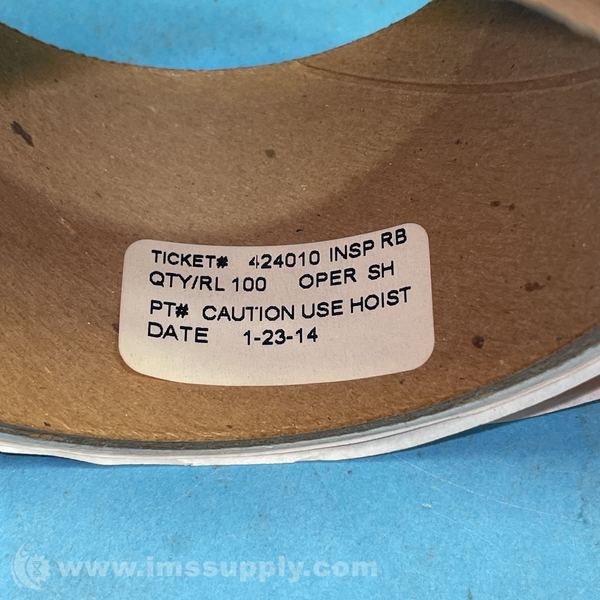 TICKET# 424010 INSP RB
QTY/RL 100 OPER SH
PT# CAUTION USE HOIST
DATE 1-23-14
www.imssupply.com